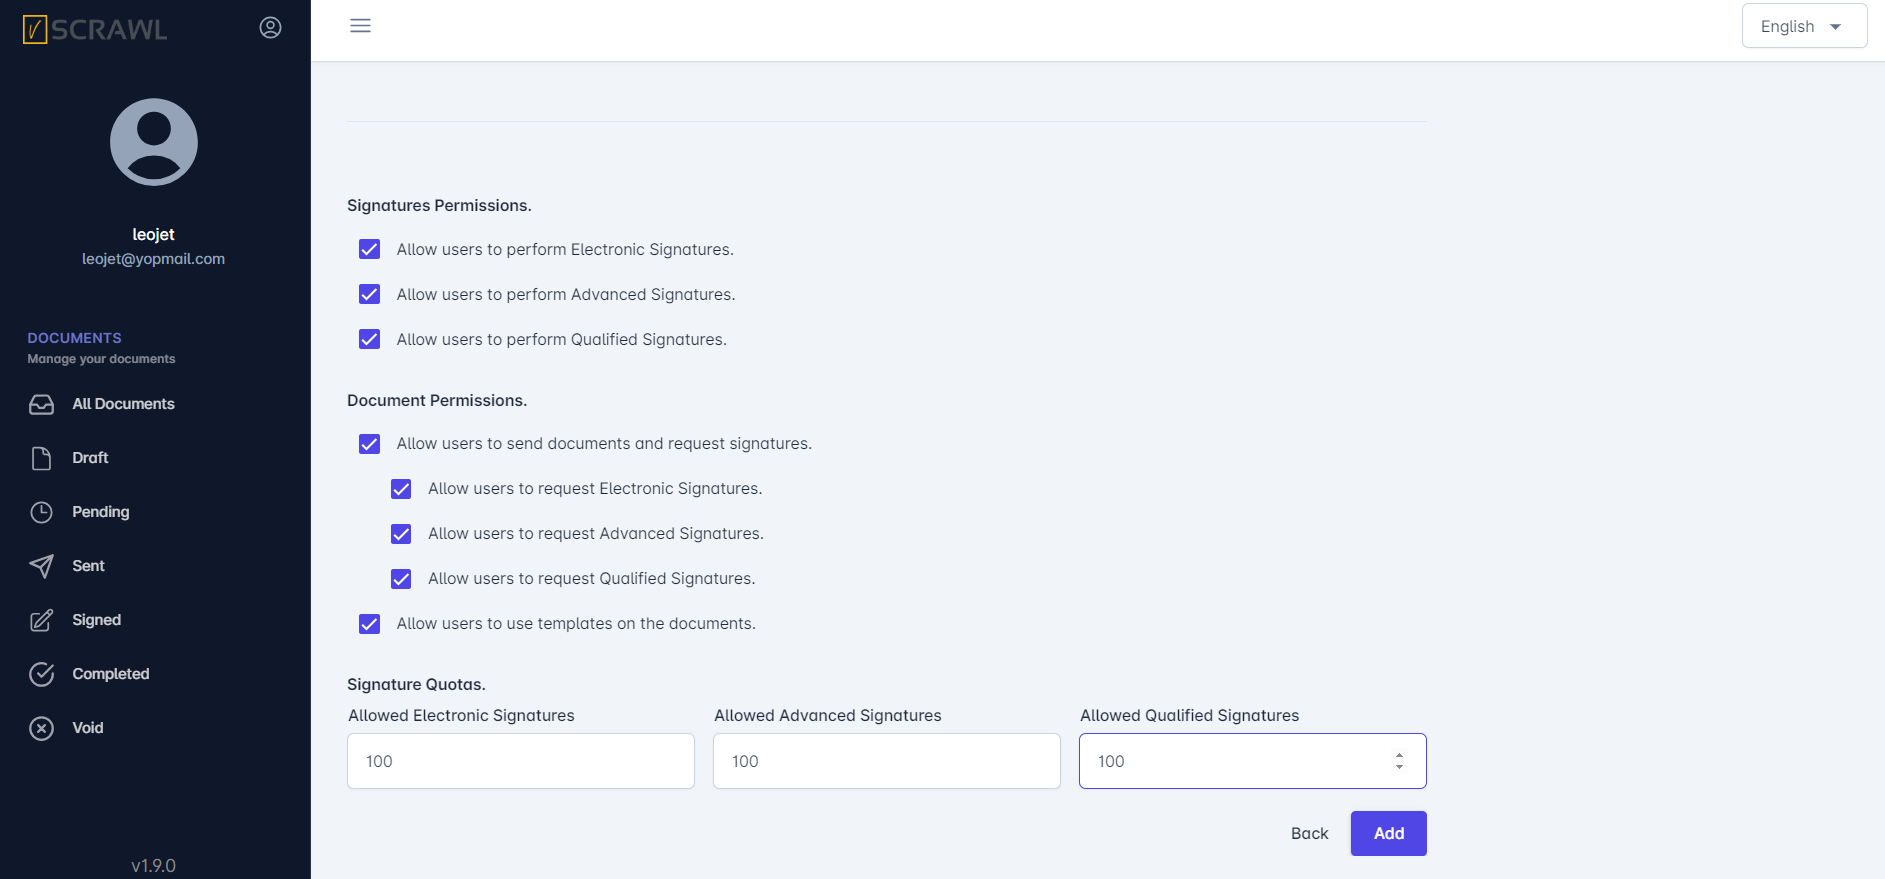 SCRAWL
leojet
leojet@yopmail.com
DOCUMENTS
Manage your documents
All Documents
Draft
Pending
Sent
Signed
Completed
Void
v1.9.0
English
Signatures Permissions.
Allow users to perform Electronic Signatures.
Allow users to perform Advanced Signatures.
Allow users to perform Qualified Signatures.
Document Permissions.
Allow users to send documents and request signatures.
Allow users to request Electronic Signatures.
Allow users to request Advanced Signatures.
Allow users to request Qualified Signatures.
Allow users to use templates on the documents.
Signature Quotas.
Allowed Electronic Signatures
Allowed Advanced Signatures
Allowed Qualified Signatures
100
100
100
Back
Add